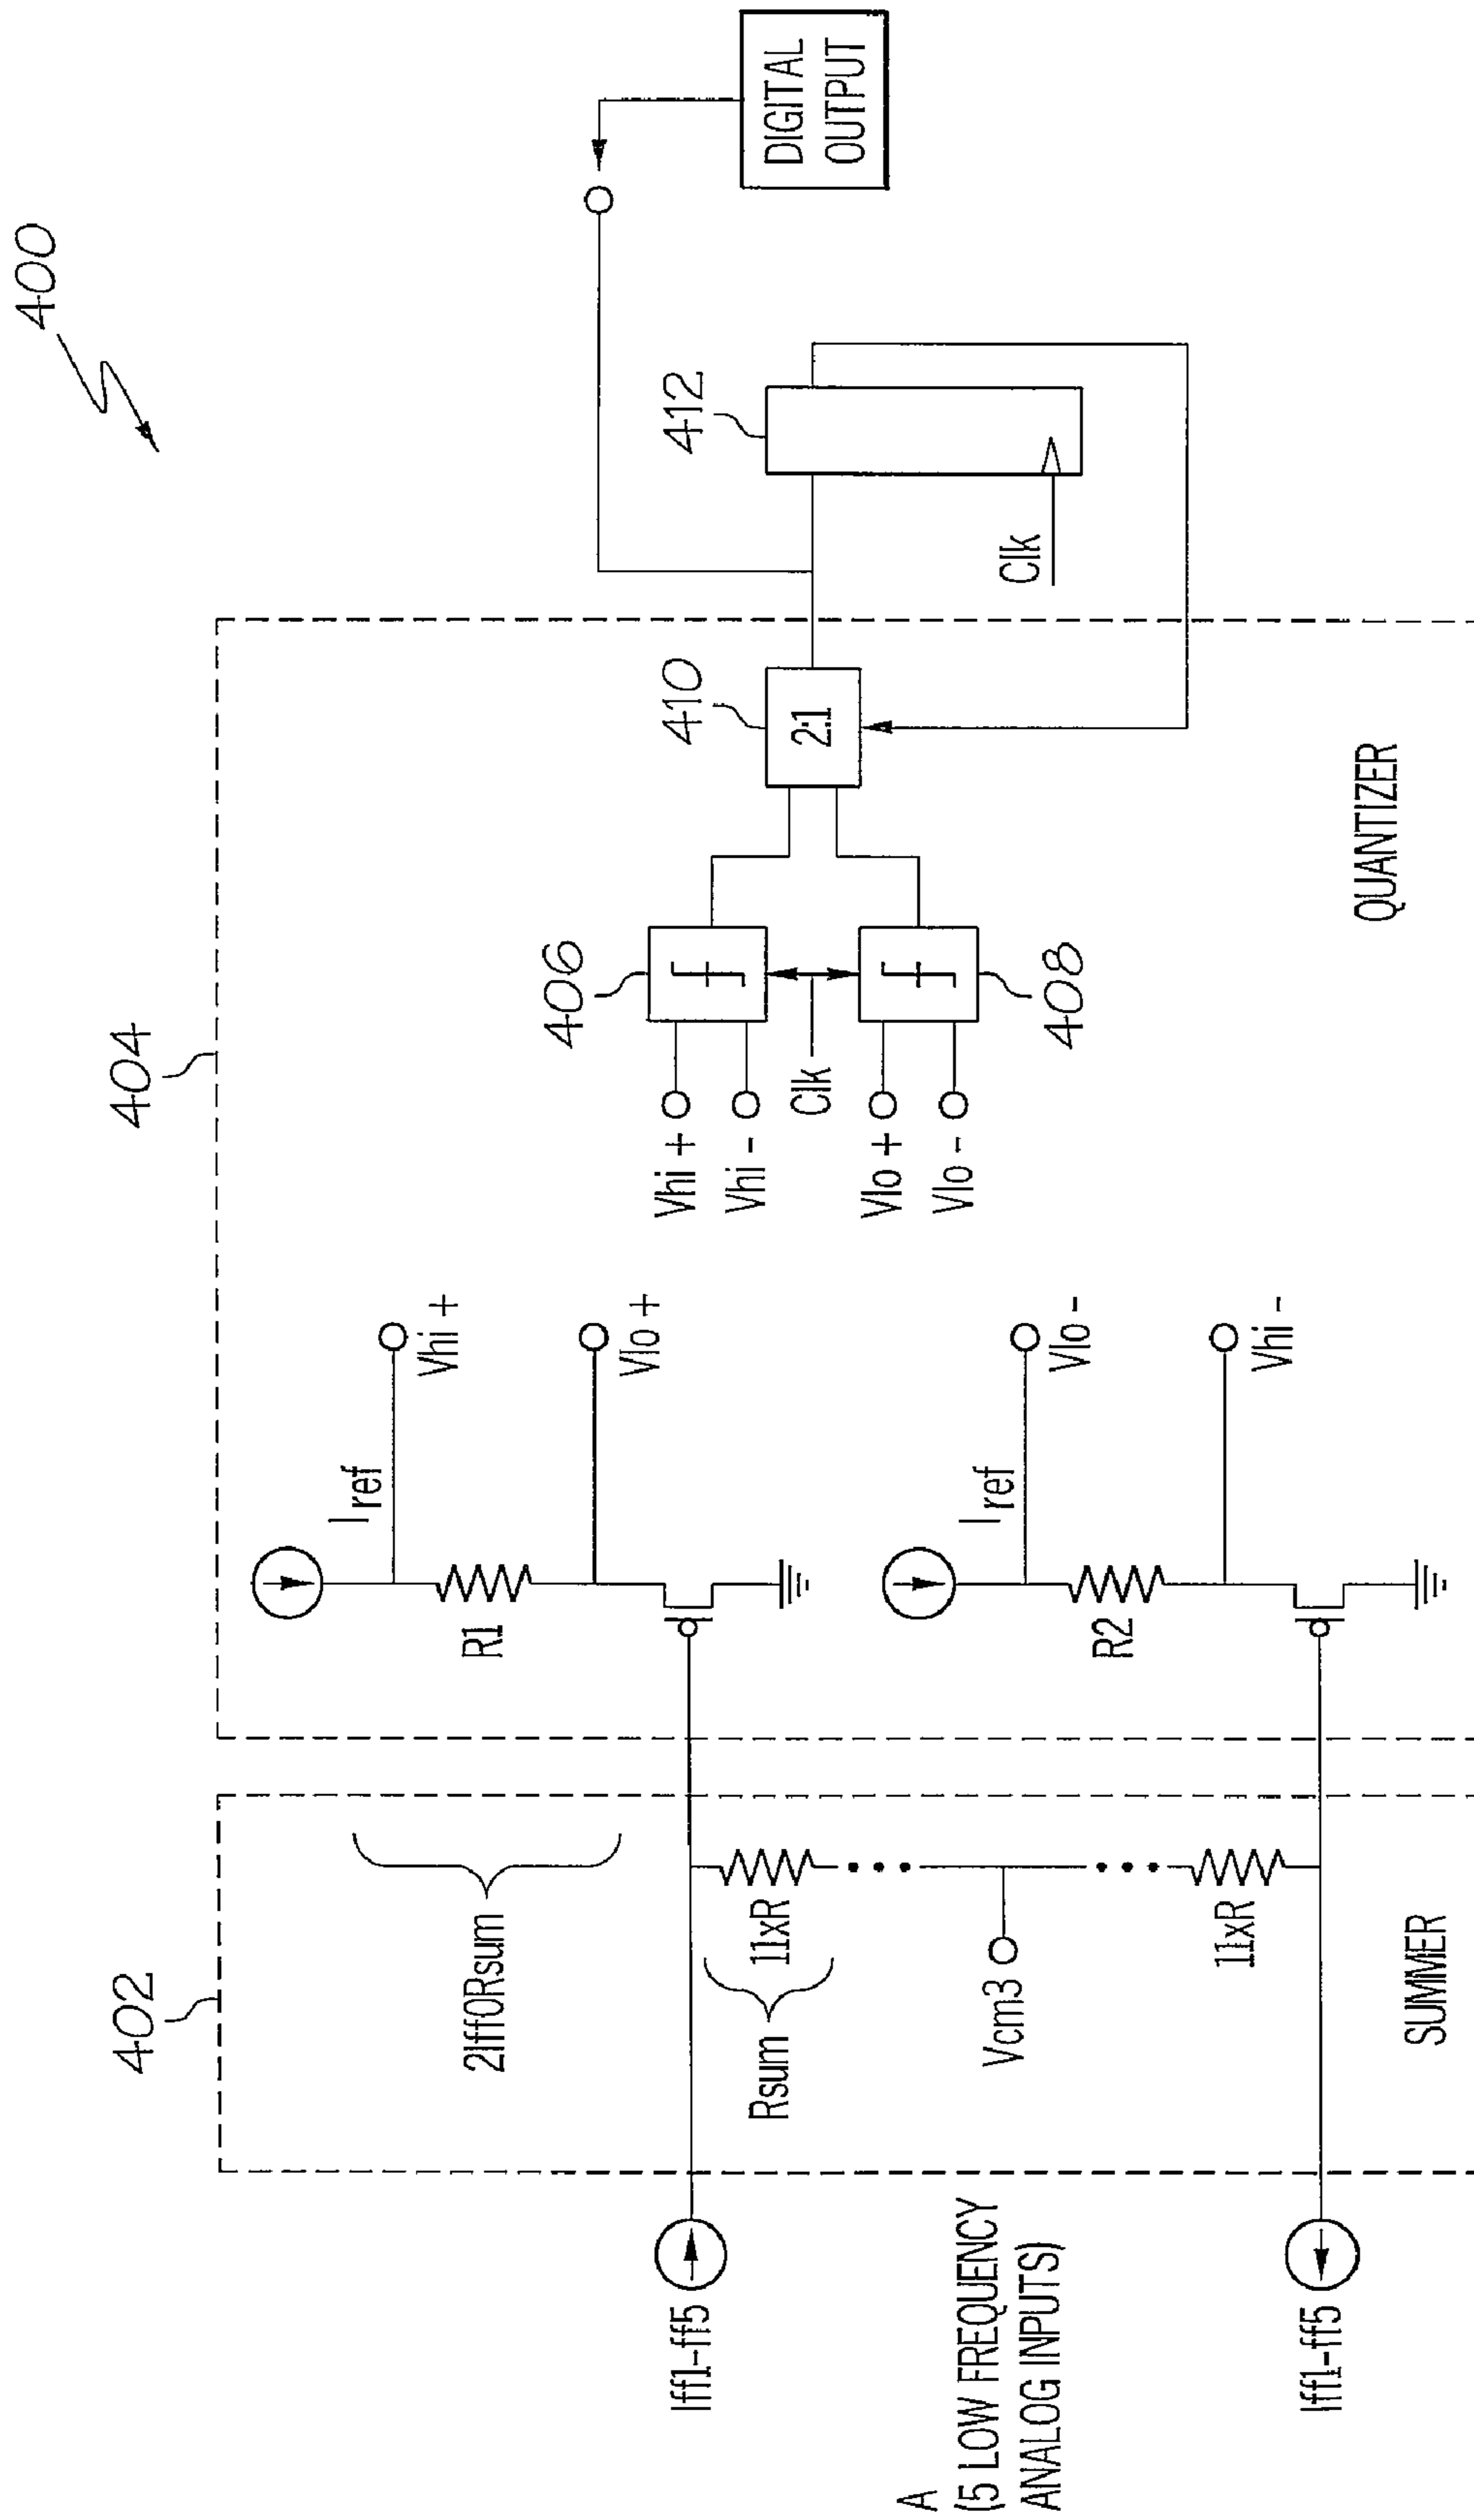 400
402
404
2Iff0Rsum
Iff1-ff5
Rsum
11xR
Vcm3
11xR
A
(5 LOW FREQUENCY
ANALOG INPUTS)
Iff1-ff5
SUMMER
Iref
Vhi +
R1
Vlo +
Iref
Vlo -
R2
Vhi -
406
Vhi +
Vhi -
Clk
Vlo +
Vlo -
408
410
2:1
QUANTIZER
412
Clk
DIGITAL
OUTPUT